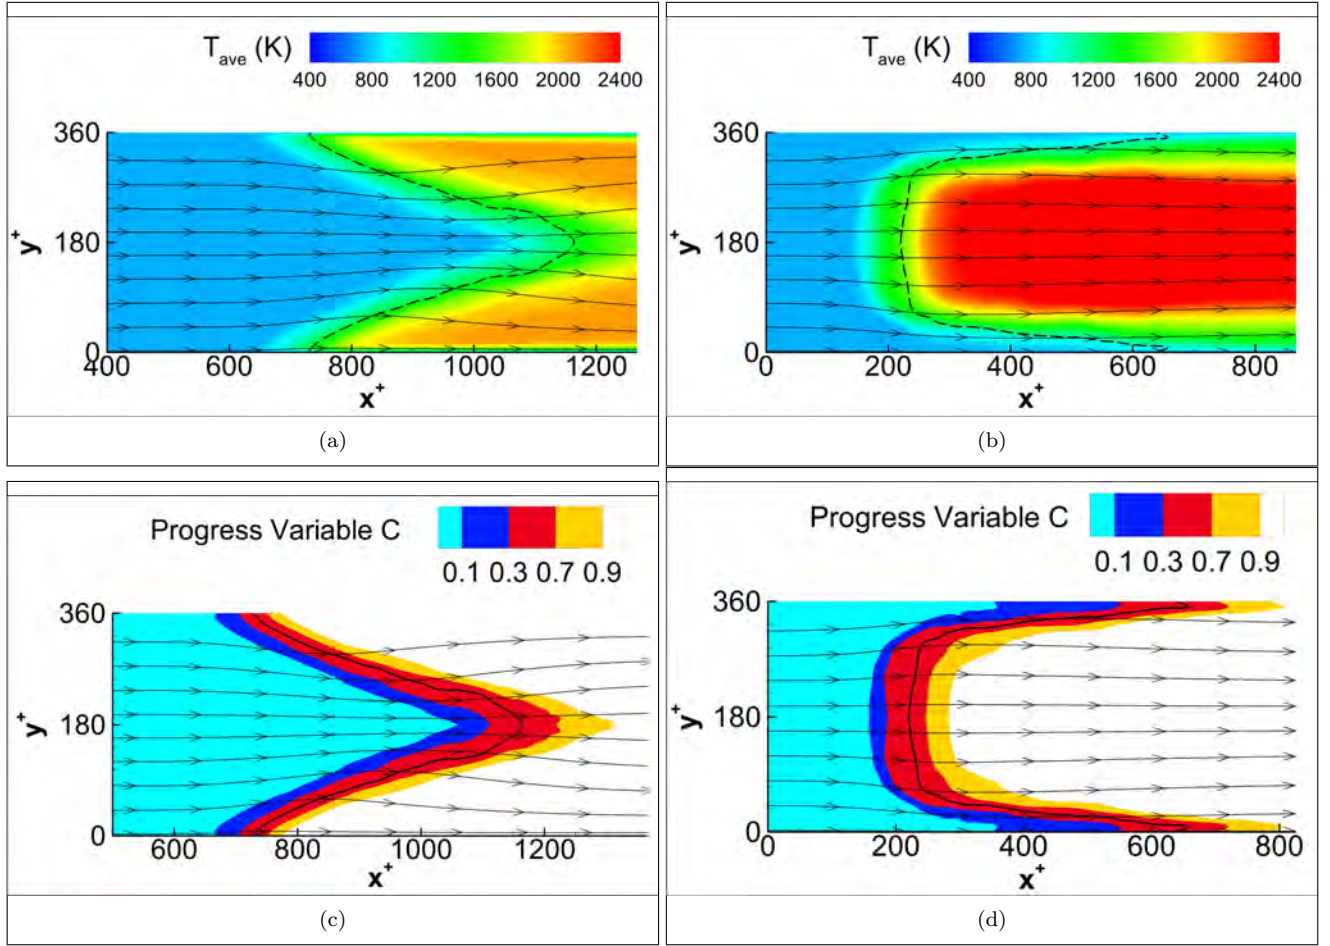 T_ave (K)
400 800 1200 1600 2000 2400
360
180
0
y⁺
400 600 800 1000 1200
x⁺
(a)
T_ave (K)
400 800 1200 1600 2000 2400
360
180
0
y⁺
0 200 400 600 800
x⁺
(b)
Progress Variable C
0.1 0.3 0.7 0.9
360
180
0
y⁺
600 800 1000 1200
x⁺
(c)
Progress Variable C
0.1 0.3 0.7 0.9
360
180
0
y⁺
0 200 400 600 800
x⁺
(d)